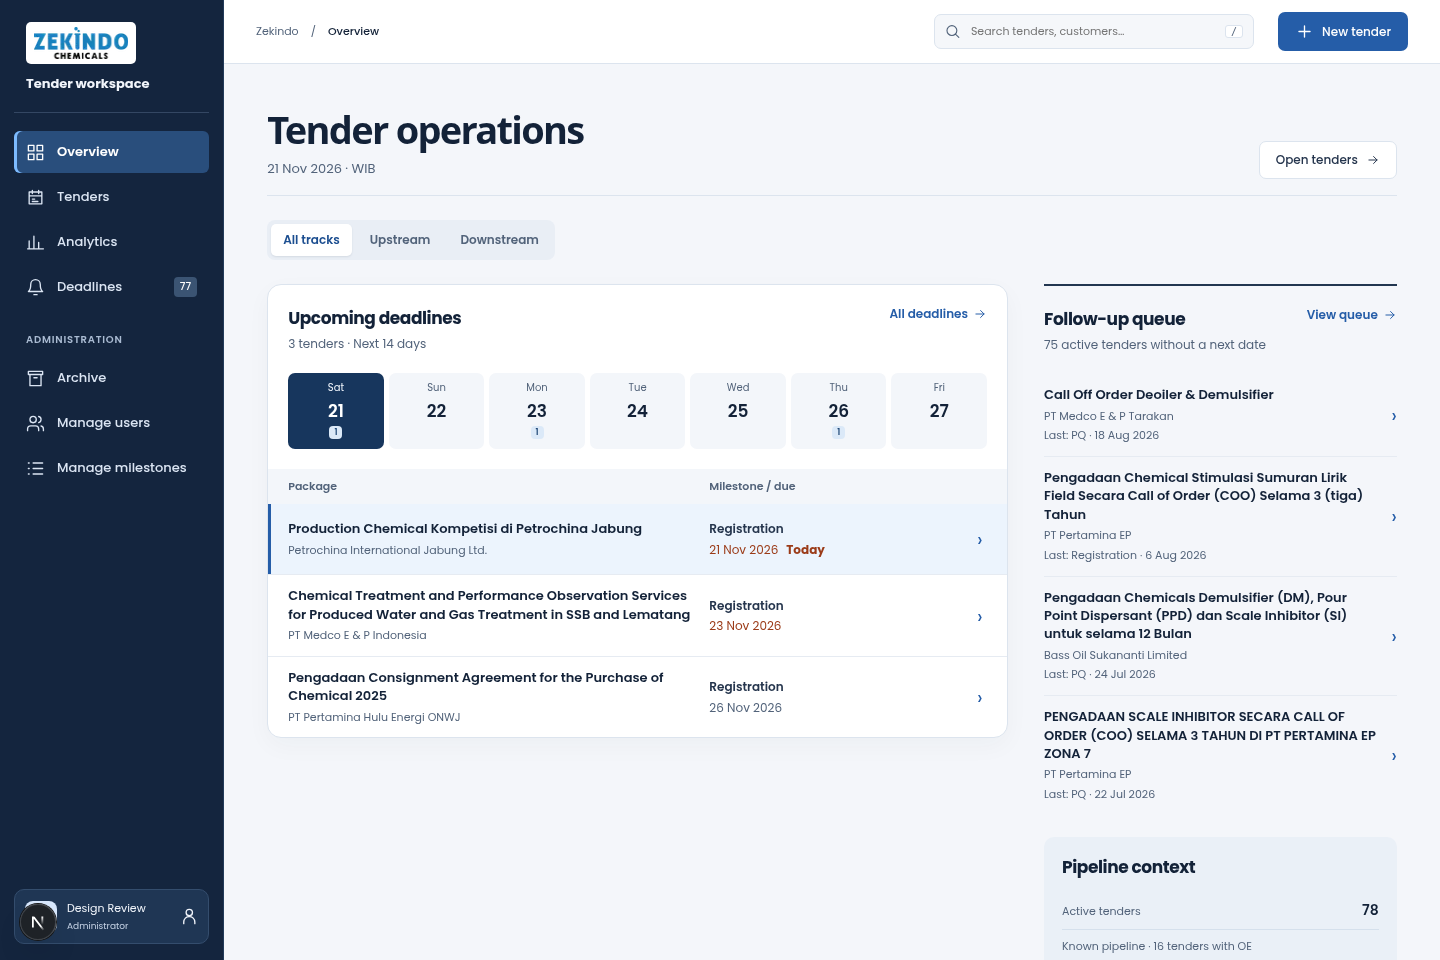 ZEKINDO
CHEMICALS
Tender workspace
Overview
Tenders
Analytics
Deadlines 77
ADMINISTRATION
Archive
Manage users
Manage milestones
N
Design Review
Administrator
Zekindo / Overview
Search tenders, customers... /
New tender
Tender operations
21 Nov 2026 · WIB
Open tenders →
All tracks Upstream Downstream
Upcoming deadlines
All deadlines →
3 tenders · Next 14 days
Sat Sun Mon Tue Wed Thu Fri
21 22 23 24 25 26 27
1 1 1
Package Milestone / due
Production Chemical Kompetisi di Petrochina Jabung
Petrochina International Jabung Ltd.
Registration
21 Nov 2026 Today
Chemical Treatment and Performance Observation Services
for Produced Water and Gas Treatment in SSB and Lematang
PT Medco E & P Indonesia
Registration
23 Nov 2026
Pengadaan Consignment Agreement for the Purchase of
Chemical 2025
PT Pertamina Hulu Energi ONWJ
Registration
26 Nov 2026
Follow-up queue
View queue →
75 active tenders without a next date
Call Off Order Deoiler & Demulsifier
PT Medco E & P Tarakan
Last: PQ · 18 Aug 2026
Pengadaan Chemical Stimulasi Sumuran Lirik
Field Secara Call of Order (COO) Selama 3 (tiga)
Tahun
PT Pertamina EP
Last: Registration · 6 Aug 2026
Pengadaan Chemicals Demulsifier (DM), Pour
Point Dispersant (PPD) dan Scale Inhibitor (SI)
untuk selama 12 Bulan
Bass Oil Sukananti Limited
Last: PQ · 24 Jul 2026
PENGADAAN SCALE INHIBITOR SECARA CALL OF
ORDER (COO) SELAMA 3 TAHUN DI PT PERTAMINA EP
ZONA 7
PT Pertamina EP
Last: PQ · 22 Jul 2026
Pipeline context
Active tenders 78
Known pipeline · 16 tenders with OE